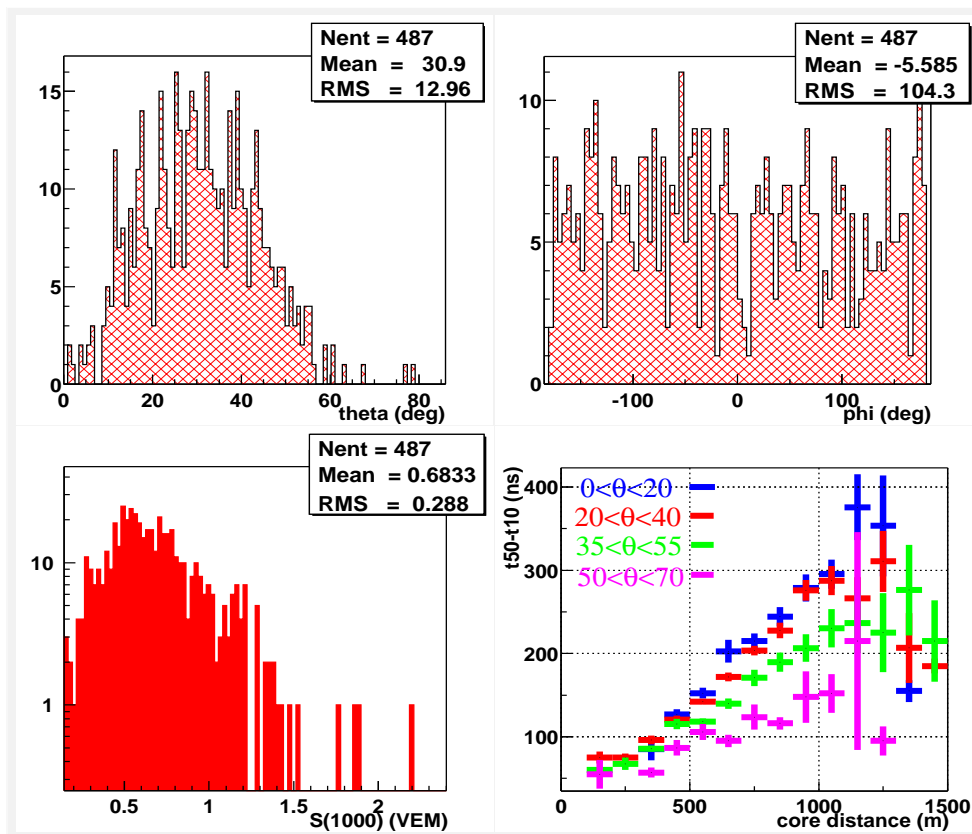 Nent = 487
Mean = 30.9
RMS = 12.96
15
10
5
0
0 20 40 60 80
theta (deg)
Nent = 487
Mean = -5.585
RMS = 104.3
10
5
0
-100 0 100
phi (deg)
Nent = 487
Mean = 0.6833
RMS = 0.288
10
1
0.5 1 1.5 2
S(1000) (VEM)
t50-t10 (ns)
400
300
200
100
0<θ<20
20<θ<40
35<θ<55
50<θ<70
0 500 1000 1500
core distance (m)